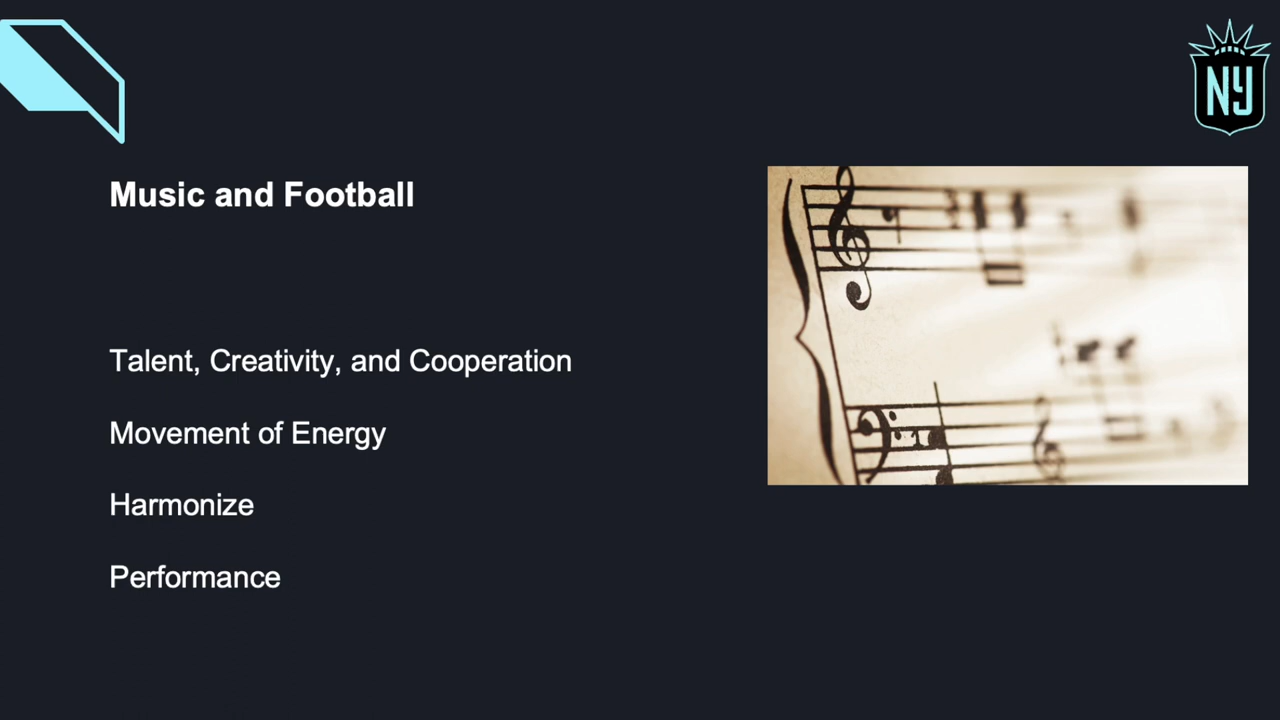 NY
Music and Football
Talent, Creativity, and Cooperation
Movement of Energy
Harmonize
Performance